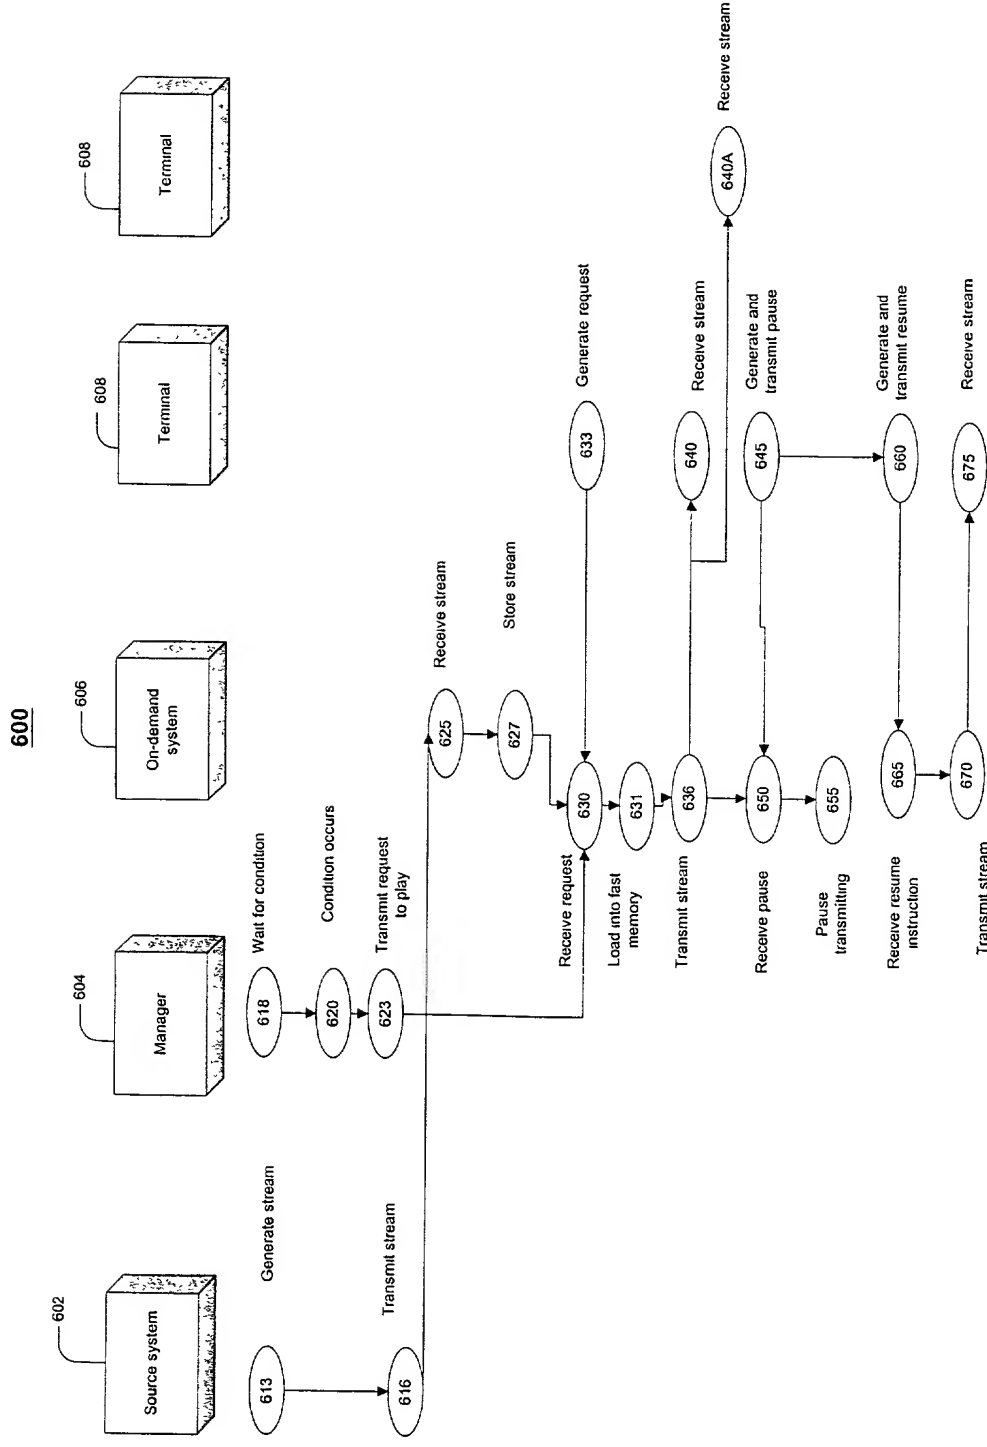 600
602
Source system
604
Manager
606
On-demand
system
608
Terminal
608
Terminal
613
Generate stream
618
Wait for condition
620
Condition occurs
616
Transmit stream
623
Transmit request
to play
625
Receive stream
627
Store stream
Receive request
630
633
Generate request
Load into fast
memory
631
Transmit stream
636
640
Receive stream
640A
Receive stream
Receive pause
650
645
Generate and
transmit pause
Pause
transmitting
655
Receive resume
instruction
665
660
Generate and
transmit resume
Transmit stream
670
675
Receive stream